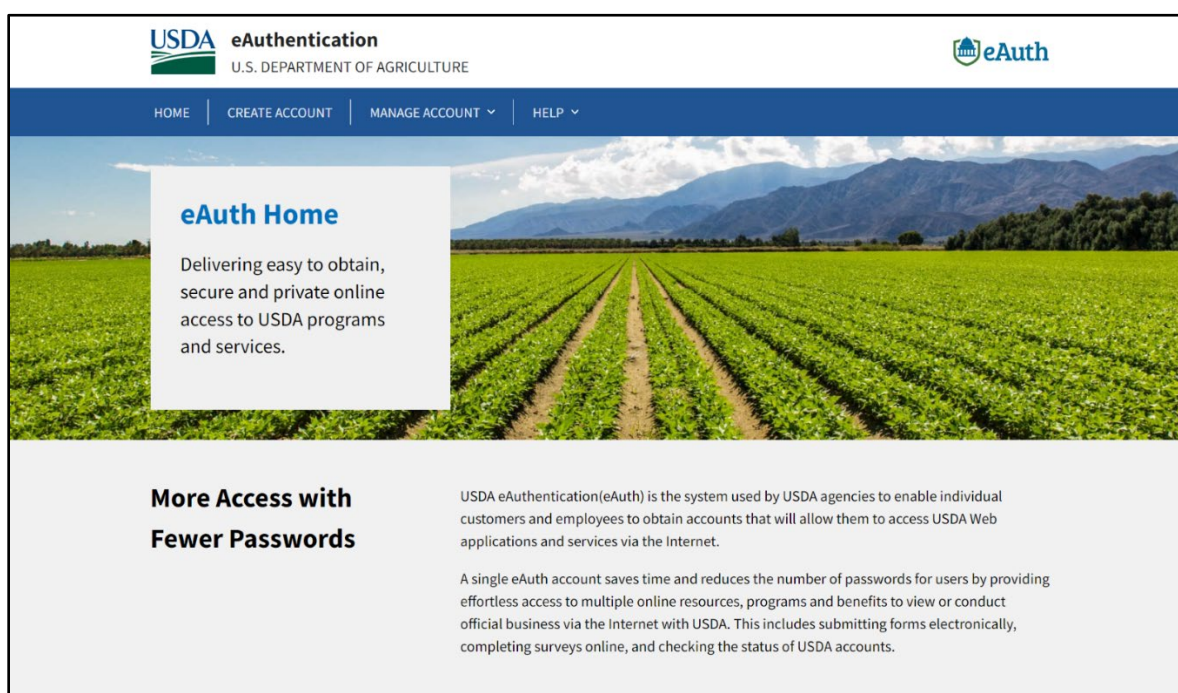 USDA
eAuthentication
U.S. DEPARTMENT OF AGRICULTURE
eAuth
HOME
CREATE ACCOUNT
MANAGE ACCOUNT
HELP
eAuth Home
Delivering easy to obtain,
secure and private online
access to USDA programs
and services.
More Access with
Fewer Passwords
USDA eAuthentication(eAuth) is the system used by USDA agencies to enable individual
customers and employees to obtain accounts that will allow them to access USDA Web
applications and services via the Internet.
A single eAuth account saves time and reduces the number of passwords for users by providing
effortless access to multiple online resources, programs and benefits to view or conduct
official business via the Internet with USDA. This includes submitting forms electronically,
completing surveys online, and checking the status of USDA accounts.